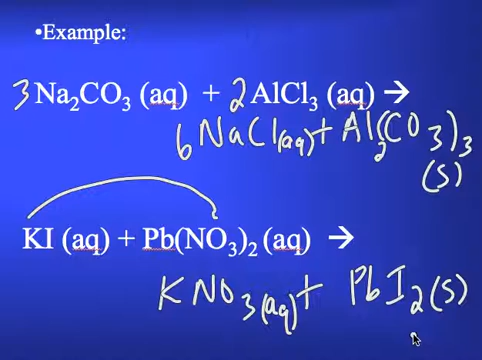 •Example:
3 Na₂CO₃ (aq) + 2 AlCl₃ (aq) →
6 NaCl (aq) + Al₂(CO₃)₃
(s)
KI (aq) + Pb(NO₃)₂ (aq) →
KNO₃ (aq) + PbI₂ (s)